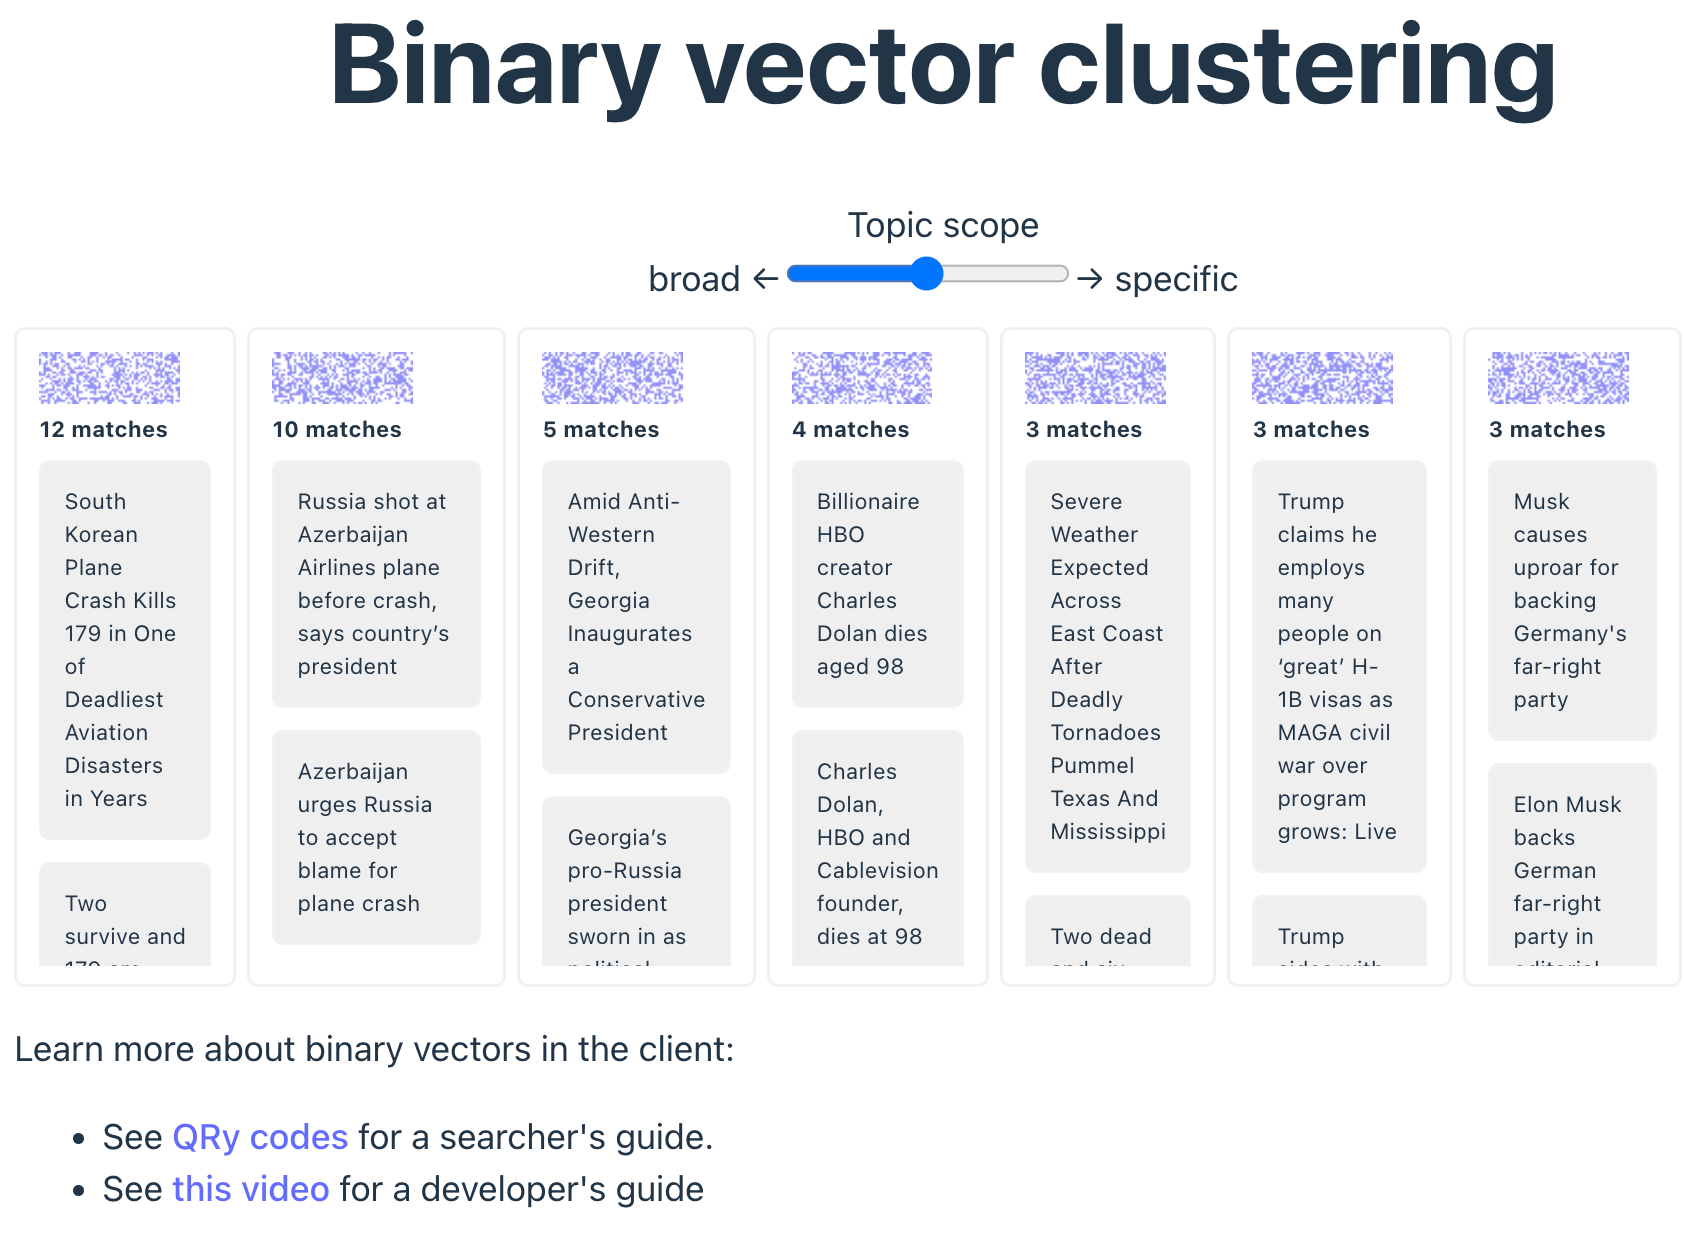 Binary vector clustering
Topic scope
broad ← → specific
12 matches
South
Korean
Plane
Crash Kills
179 in One
of
Deadliest
Aviation
Disasters
in Years
Two
survive and
10 matches
Russia shot at
Azerbaijan
Airlines plane
before crash,
says country’s
president
Azerbaijan
urges Russia
to accept
blame for
plane crash
5 matches
Amid Anti-
Western
Drift,
Georgia
Inaugurates
a
Conservative
President
Georgia’s
pro-Russia
president
sworn in as
political
4 matches
Billionaire
HBO
creator
Charles
Dolan dies
aged 98
Charles
Dolan,
HBO and
Cablevision
founder,
dies at 98
3 matches
Severe
Weather
Expected
Across
East Coast
After
Deadly
Tornadoes
Pummel
Texas And
Mississippi
Two dead
and six
3 matches
Trump
claims he
employs
many
people on
‘great’ H-
1B visas as
MAGA civil
war over
program
grows: Live
Trump
sides with
3 matches
Musk
causes
uproar for
backing
Germany's
far-right
party
Elon Musk
backs
German
far-right
party in
editorial
Learn more about binary vectors in the client:
• See QRy codes for a searcher's guide.
• See this video for a developer's guide